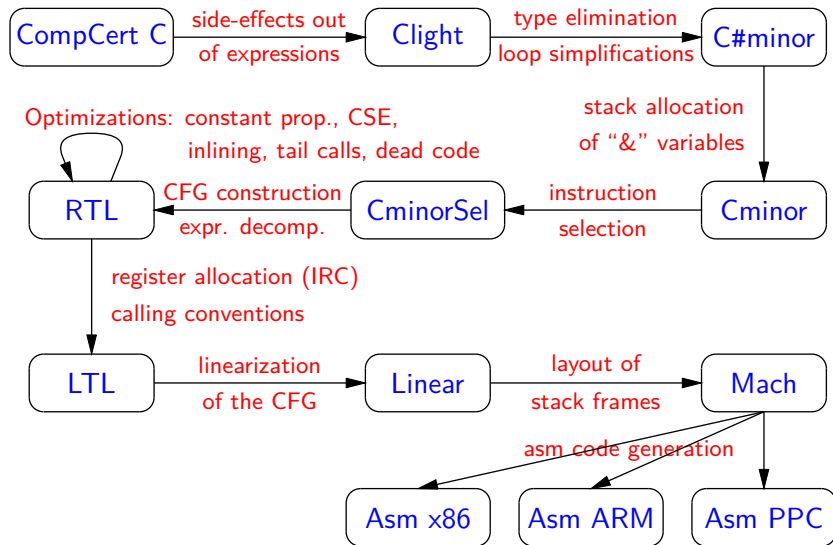 CompCert C
side-effects out
of expressions
Clight
type elimination
loop simplifications
C#minor
stack allocation
of “&” variables
Optimizations: constant prop., CSE,
inlining, tail calls, dead code
RTL
CFG construction
expr. decomp.
CminorSel
instruction
selection
Cminor
register allocation (IRC)
calling conventions
LTL
linearization
of the CFG
Linear
layout of
stack frames
Mach
asm code generation
Asm x86
Asm ARM
Asm PPC